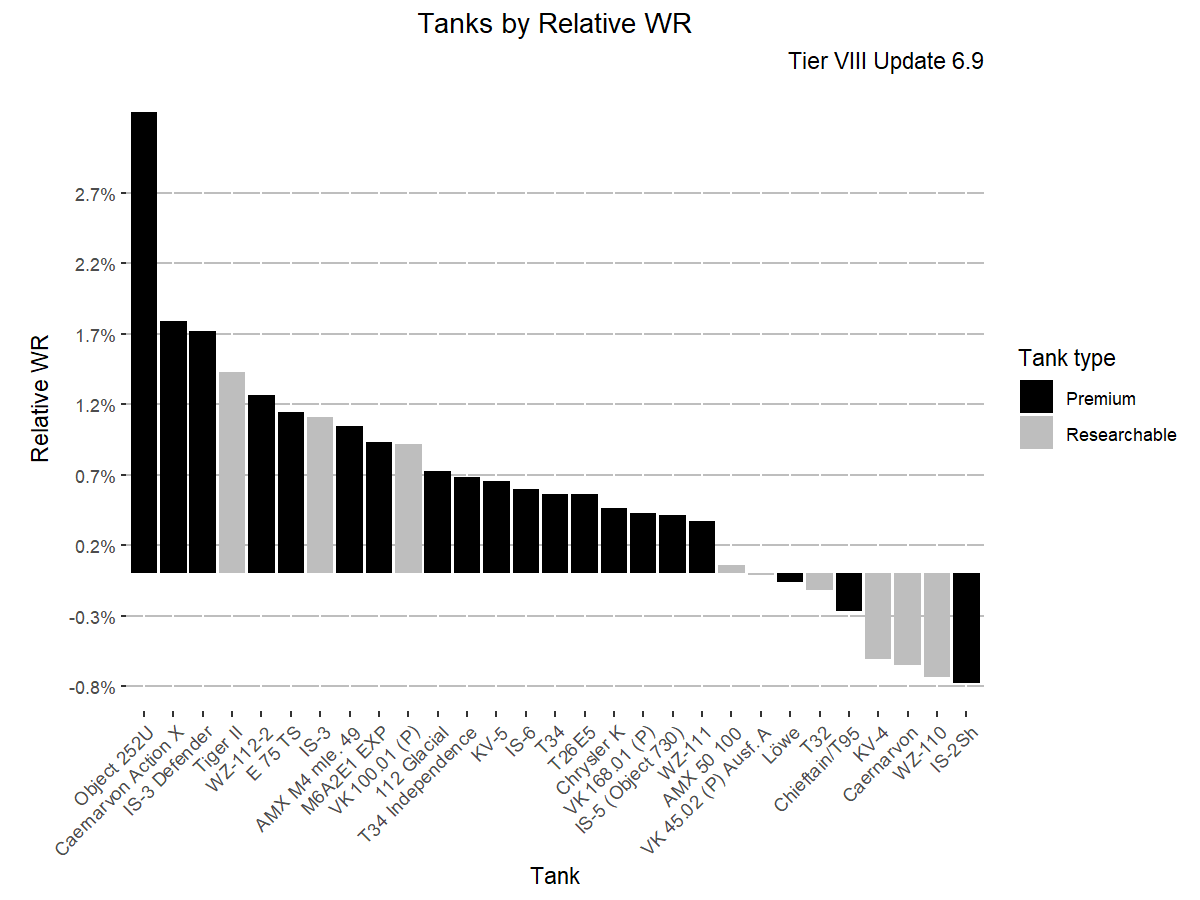 Tanks by Relative WR
Tier VIII Update 6.9
Relative WR
2.7%
2.2%
1.7%
1.2%
0.7%
0.2%
-0.3%
-0.8%
Object 252U
Caernarvon Action X
IS-3 Defender
Tiger II
WZ-112-2
E 75 TS
IS-3
AMX M4 mle. 49
M6A2E1 EXP
VK 100.01 (P)
112 Glacial
T34 Independence
KV-5
IS-6
T34
T26E5
Chrysler K
VK 168.01 (P)
IS-5 (Object 730)
WZ-111
AMX 50 100
VK 45.02 (P) Ausf. A
Löwe
T32
Chieftain/T95
KV-4
Caernarvon
WZ-110
IS-2Sh
Tank
Tank type
Premium
Researchable